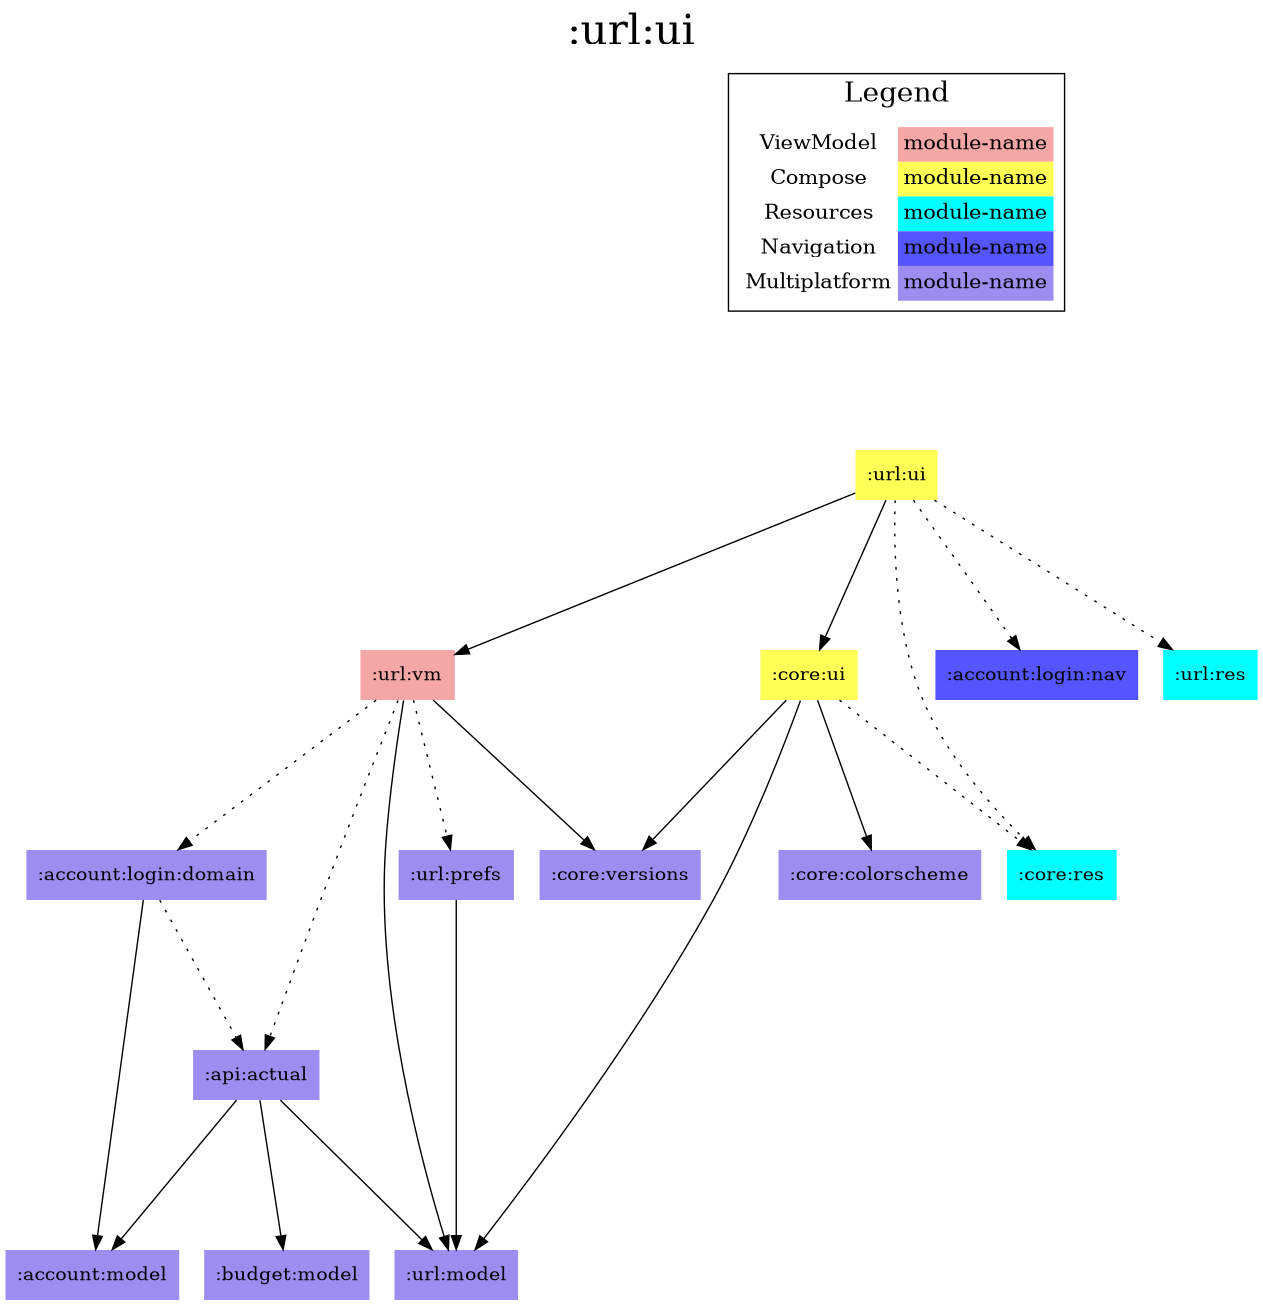 :url:ui
Legend
ViewModel module-name
Compose module-name
Resources module-name
Navigation module-name
Multiplatform module-name
:url:ui
:url:vm
:core:ui
:account:login:nav
:url:res
:account:login:domain
:url:prefs
:core:versions
:core:colorscheme
:core:res
:api:actual
:account:model
:budget:model
:url:model